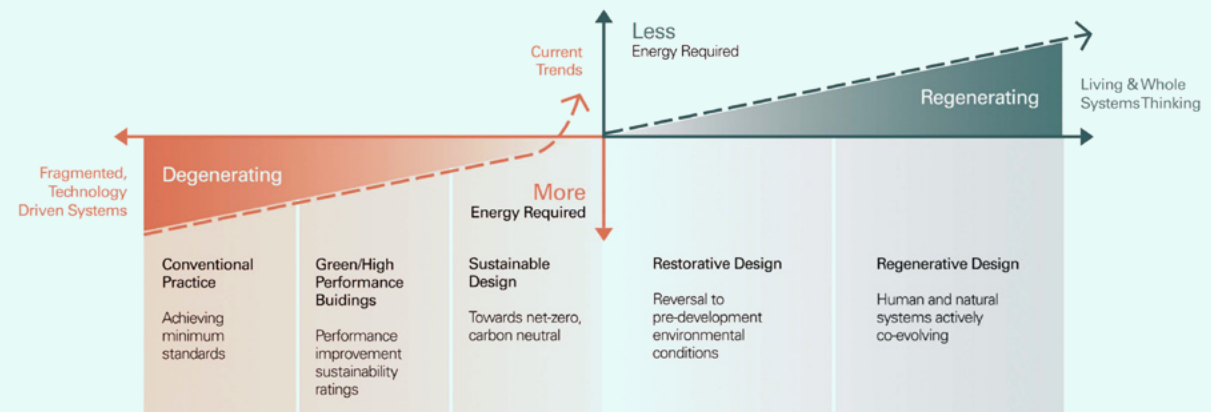 Current
Trends
Less
Energy Required
Regenerating
Living & Whole
Systems Thinking
Degenerating
Fragmented,
Technology
Driven Systems
More
Energy Required
Conventional
Practice
Achieving
minimum
standards
Green/High
Performance
Buidings
Performance
improvement
sustainability
ratings
Sustainable
Design
Towards net-zero,
carbon neutral
Restorative Design
Reversal to
pre-development
environmental
conditions
Regenerative Design
Human and natural
systems actively
co-evolving